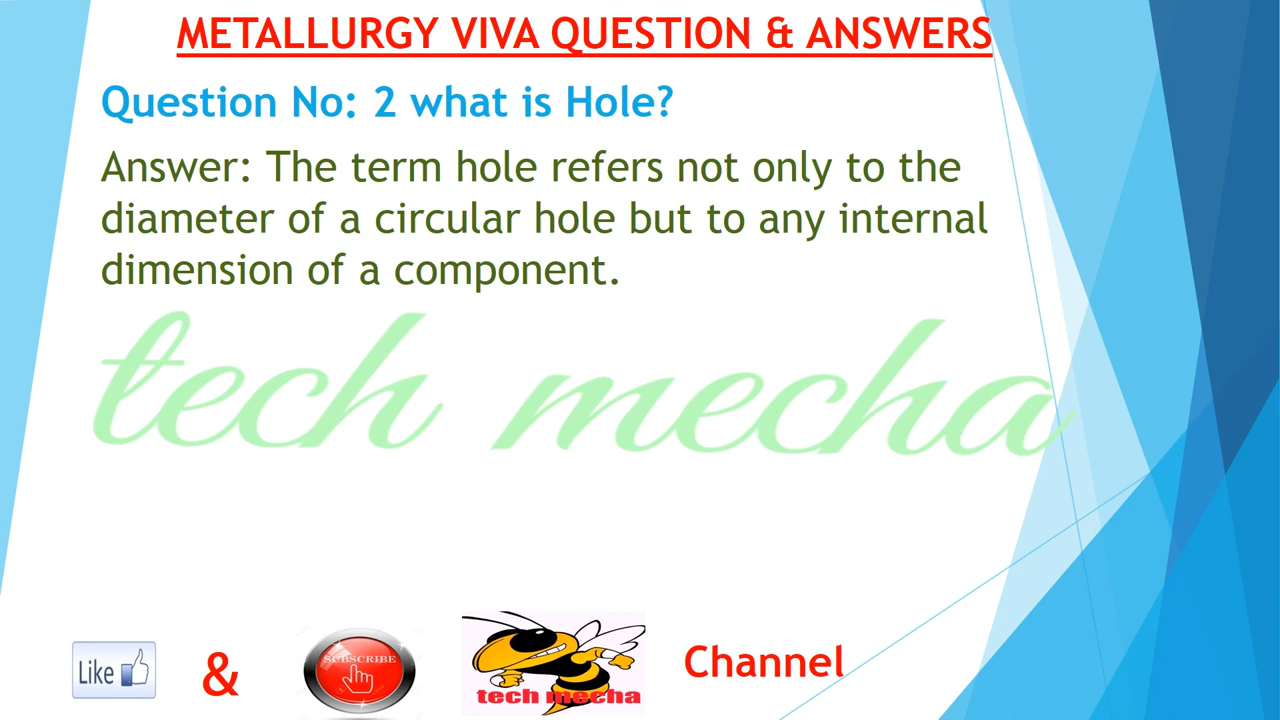 METALLURGY VIVA QUESTION & ANSWERS
Question No: 2 what is Hole?
Answer: The term hole refers not only to the
diameter of a circular hole but to any internal
dimension of a component.
tech mecha
Like & SUBSCRIBE tech mecha Channel